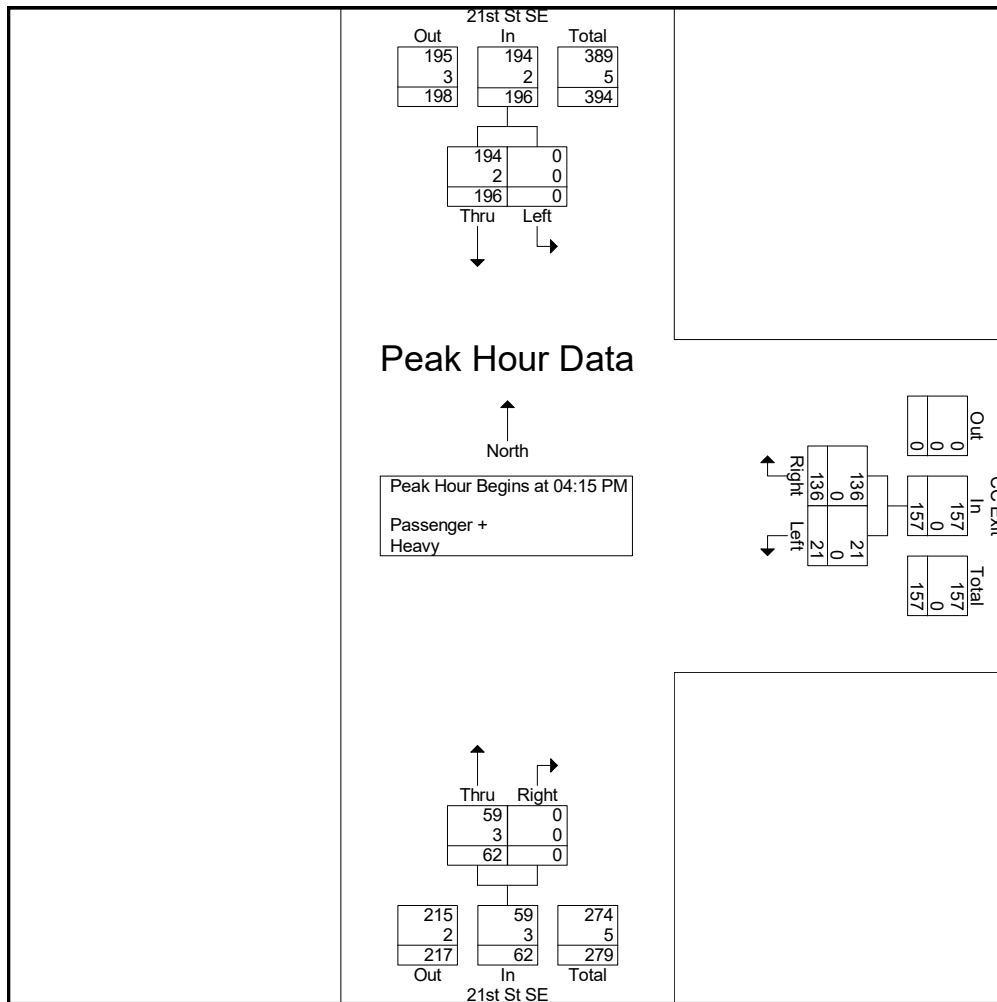 21st St SE
Out In Total
195 194 389
3 2 5
198 196 394
194 0
2 0
196 0
Thru Left
Peak Hour Data
North
Peak Hour Begins at 04:15 PM
Passenger +
Heavy
Right Left
136 21
0 0
136 21
Out In Total
0 157 157
0 0 0
0 157 157
Thru Right
59 0
3 0
62 0
215 59 274
2 3 5
217 62 279
Out In Total
21st St SE